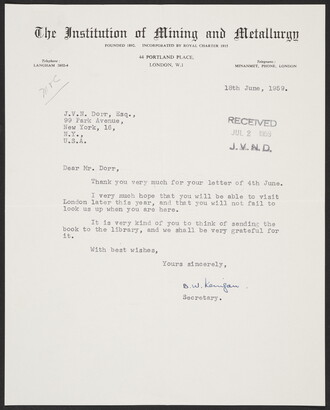 The Institution of Mining and Metallurgy
FOUNDED 1892, INCORPORATED BY ROYAL CHARTER 1915
Telephone:
LANGHAM 3802-4
44 PORTLAND PLACE,
LONDON, W.1
Telegrams:
MINANMET, PHONE, LONDON
18th June, 1959.
J.V.N. Dorr, Esq.,
99 Park Avenue,
New York, 16,
N.Y.,
U.S.A.
RECEIVED
JUL 2 1959
J.V.N.D.
Dear Mr. Dorr,
Thank you very much for your letter of 4th June.
I very much hope that you will be able to visit
London later this year, and that you will not fail to
look us up when you are here.
It is very kind of you to think of sending the
book to the library, and we shall be very grateful for
it.
With best wishes,
Yours sincerely,
B. W. Kerrigan.
Secretary.